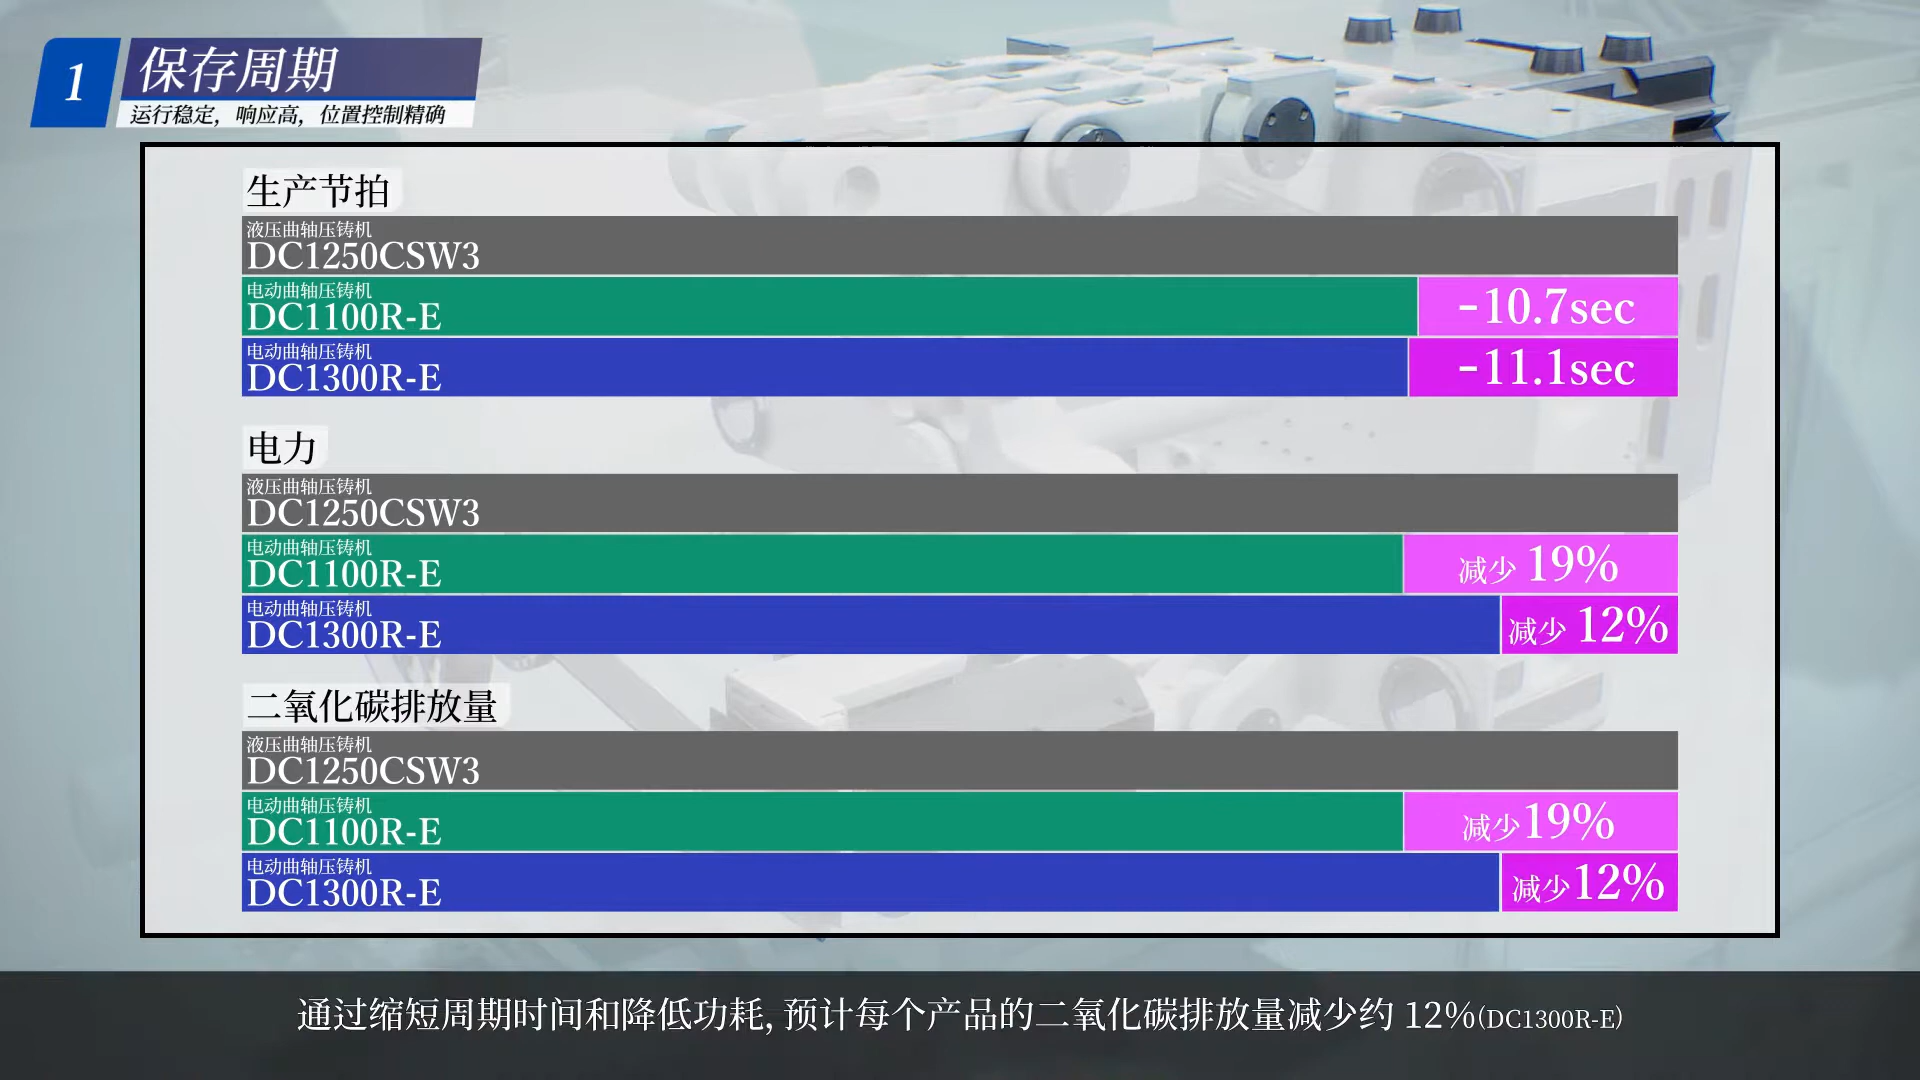 1
保存周期
运行稳定，响应高，位置控制精确
生产节拍
液压曲轴压铸机
DC1250CSW3
电动曲轴压铸机
DC1100R-E
-10.7sec
电动曲轴压铸机
DC1300R-E
-11.1sec
电力
液压曲轴压铸机
DC1250CSW3
电动曲轴压铸机
DC1100R-E
减少 19%
电动曲轴压铸机
DC1300R-E
减少 12%
二氧化碳排放量
液压曲轴压铸机
DC1250CSW3
电动曲轴压铸机
DC1100R-E
减少19%
电动曲轴压铸机
DC1300R-E
减少12%
通过缩短周期时间和降低功耗, 预计每个产品的二氧化碳排放量减少约 12%(DC1300R-E)